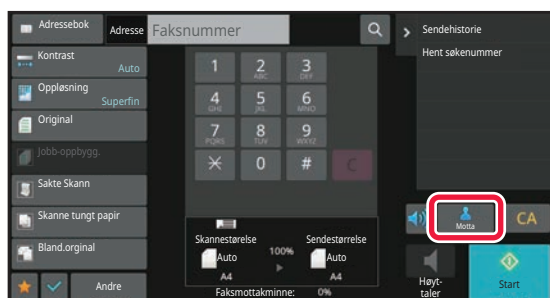 Adressebok
Adresse
Faksnummer
Sendehistorie
Hent søkenummer
Kontrast
Auto
Oppløsning
Superfin
Original
Jobb-oppbygg.
Sakte Skann
Skanne tungt papir
Bland.orginal
Andre
1
2
ABC
3
DEF
4
GHI
5
JKL
6
MNO
7
PQRS
8
TUV
9
WXYZ
0
#
C
Skannestørelse
100%
Sendestørrelse
Auto
Auto
A4
A4
Faksmottakminne: 0%
Motta
CA
Høyt-
taler
Start